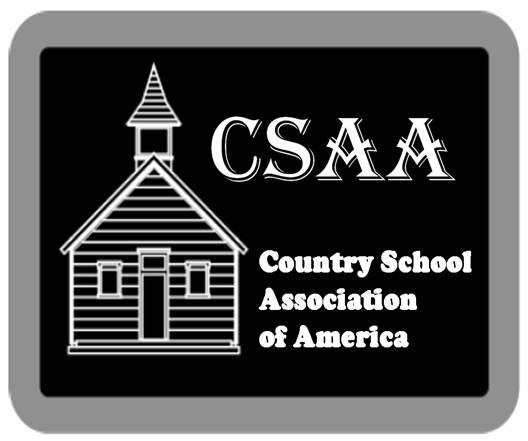 CSAA
Country School
Association
of America